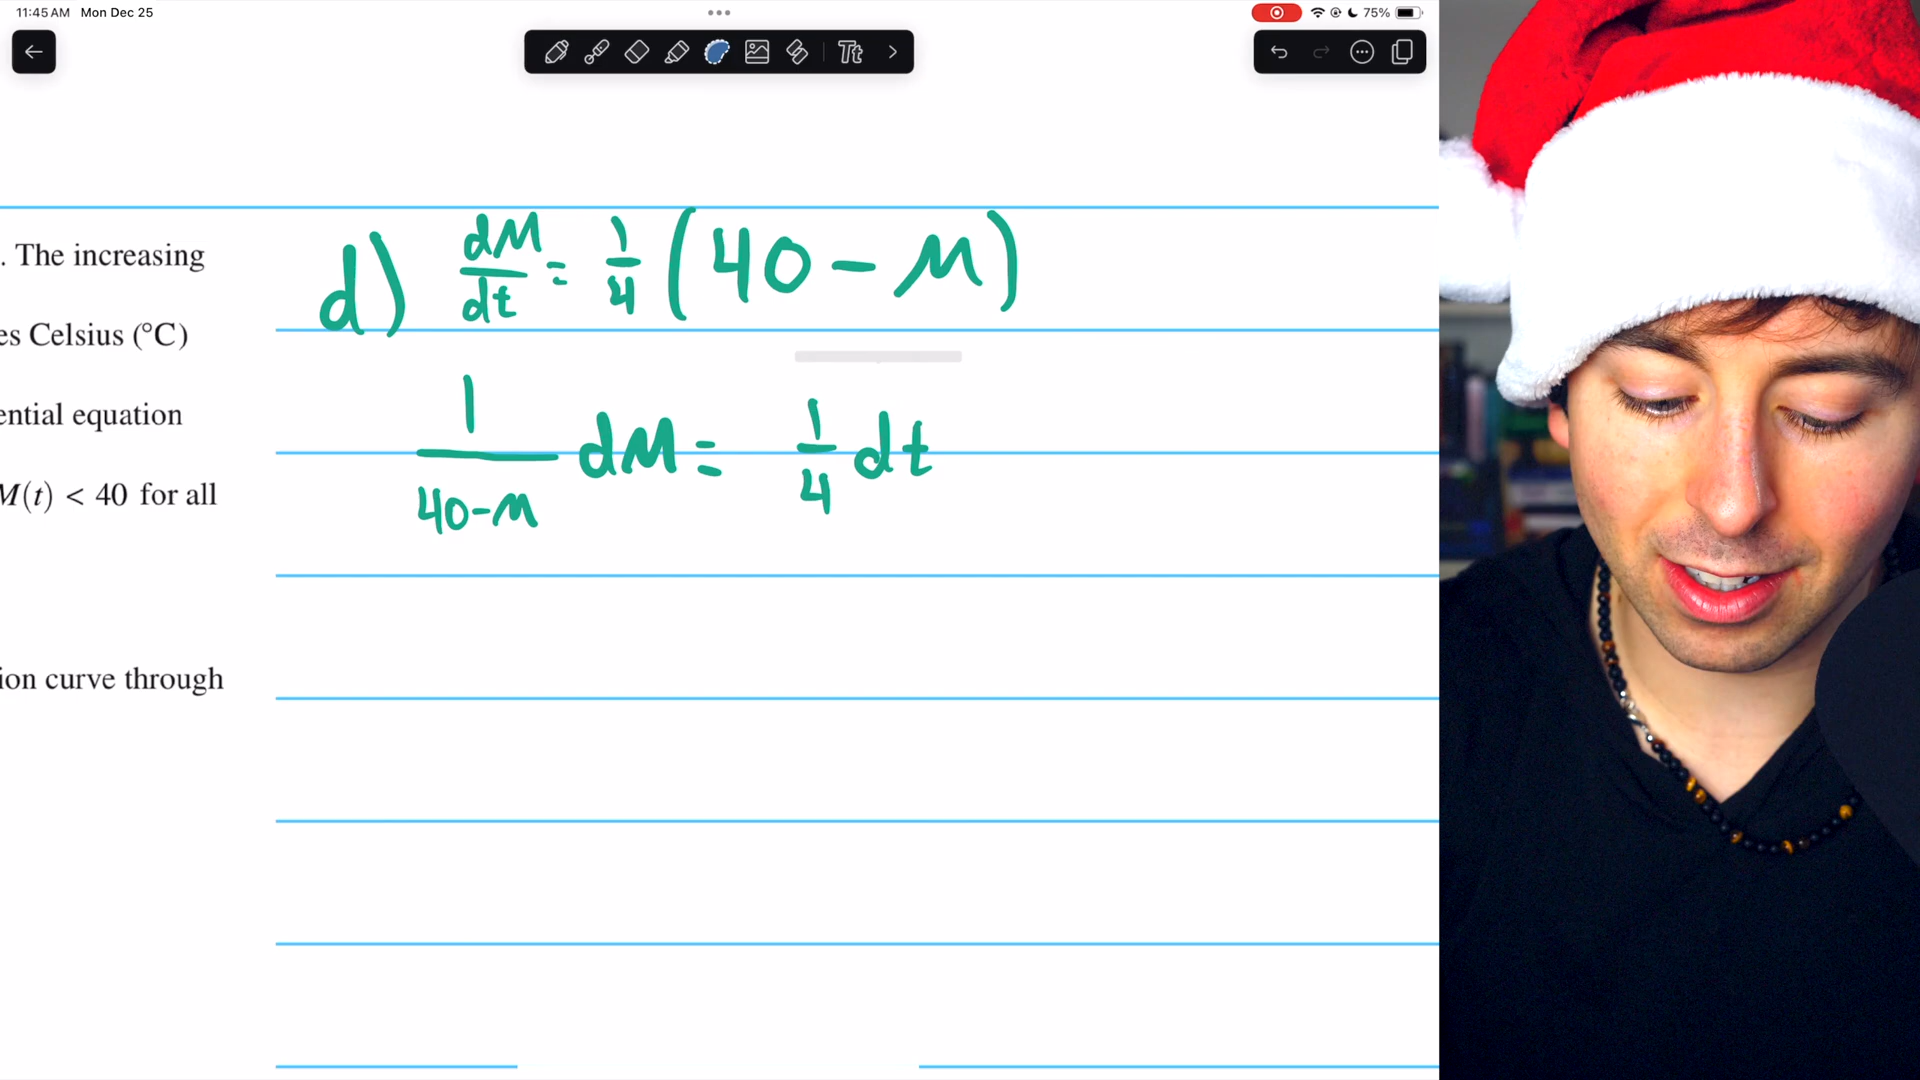 11:45 AM Mon Dec 25
75%
Tt
. The increasing
es Celsius (°C)
ential equation
M(t) < 40 for all
ion curve through
d) dM/dt = 1/4 (40 - M)
1/(40-M) dM = 1/4 dt